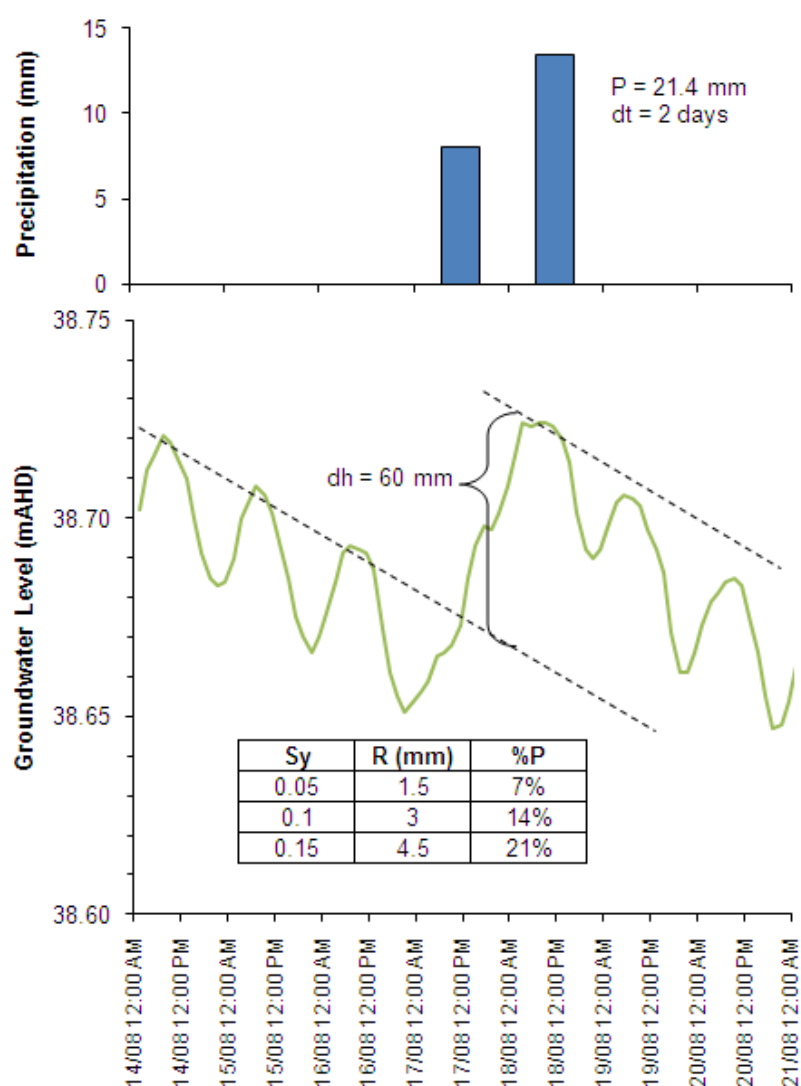 15
10
5
0
Precipitation (mm)
P = 21.4 mm
dt = 2 days
38.75
38.70
38.65
38.60
Groundwater Level (mAHD)
dh = 60 mm
Sy R (mm) %P
0.05 1.5 7%
0.1 3 14%
0.15 4.5 21%
14/08 12:00 AM
14/08 12:00 PM
15/08 12:00 AM
15/08 12:00 PM
16/08 12:00 AM
16/08 12:00 PM
17/08 12:00 AM
17/08 12:00 PM
18/08 12:00 AM
18/08 12:00 PM
19/08 12:00 AM
19/08 12:00 PM
20/08 12:00 AM
20/08 12:00 PM
21/08 12:00 AM